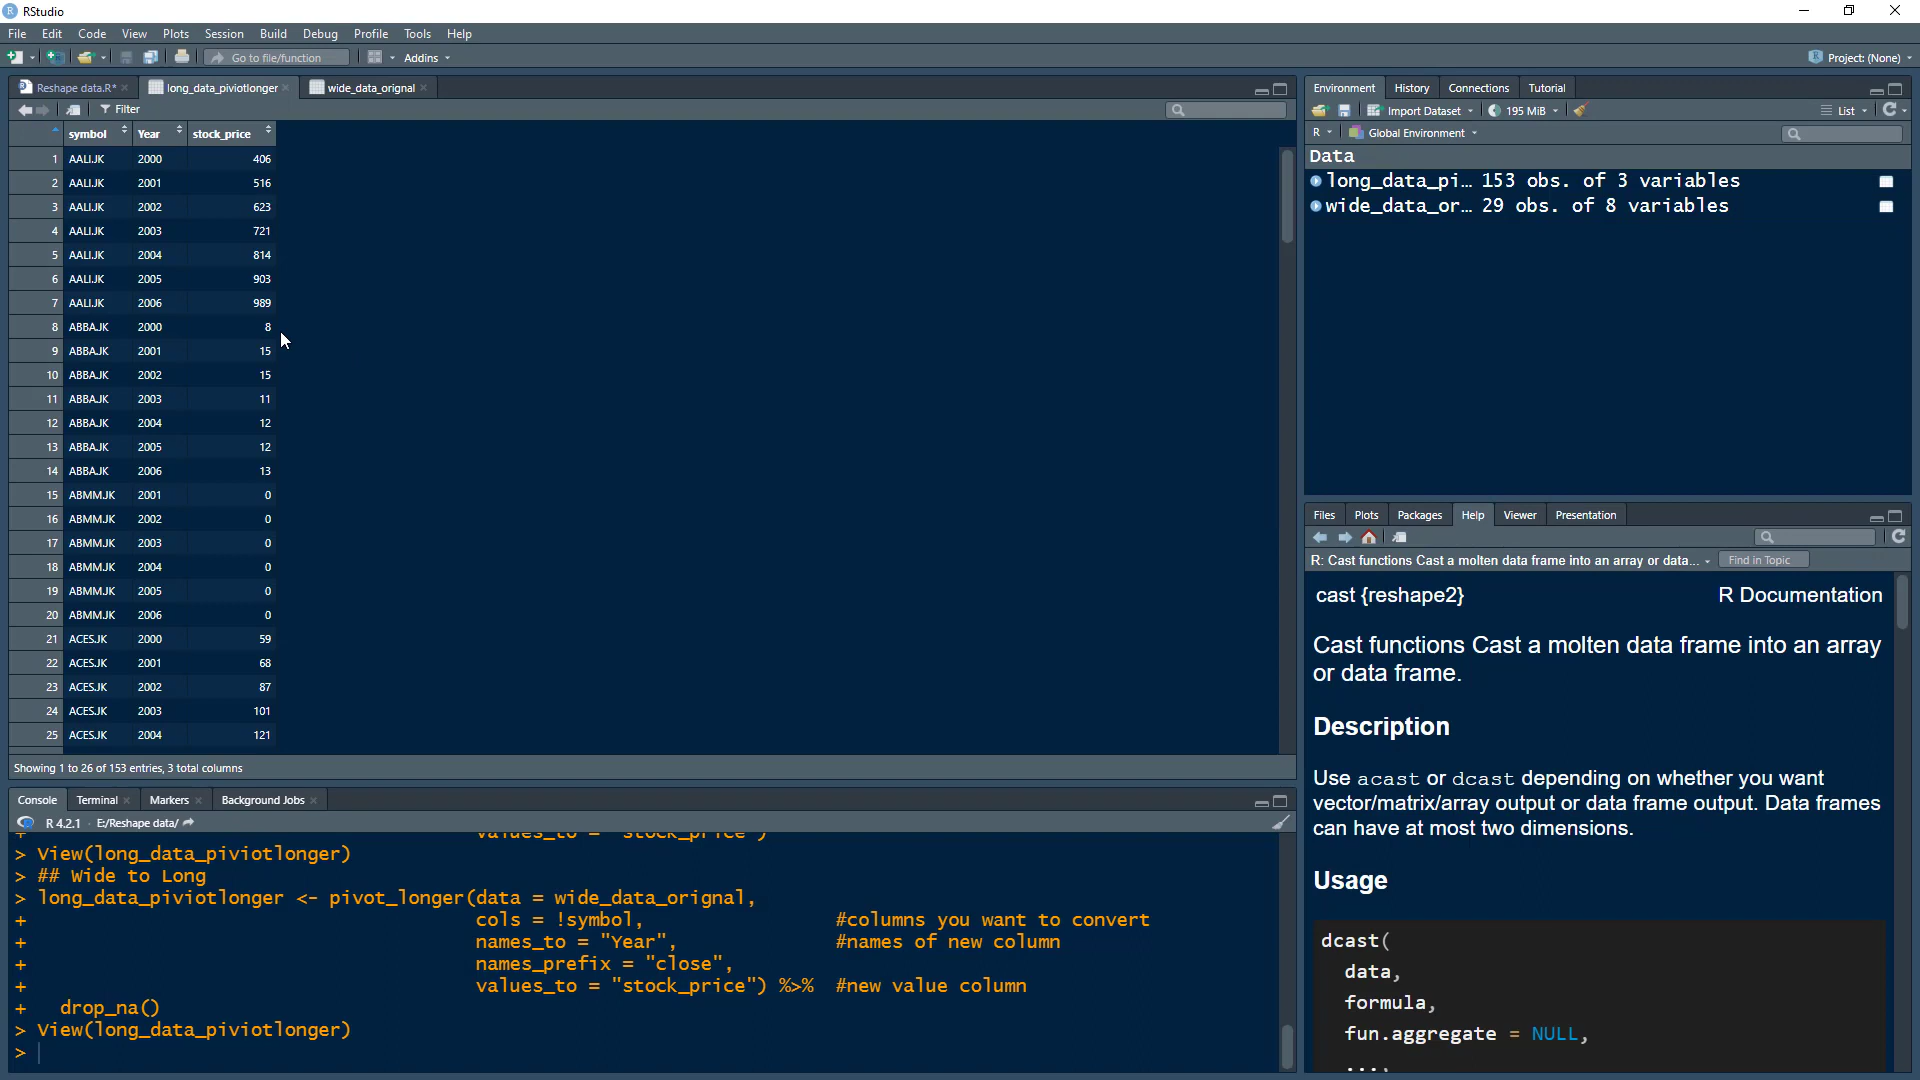 RStudio
File Edit Code View Plots Session Build Debug Profile Tools Help
Go to file/function Addins Project: (None)
Reshape data.R* long_data_piviotlonger wide_data_orignal
Filter
symbol Year stock_price
1 AALI.JK 2000 406
2 AALI.JK 2001 516
3 AALI.JK 2002 623
4 AALI.JK 2003 721
5 AALI.JK 2004 814
6 AALI.JK 2005 903
7 AALI.JK 2006 989
8 ABBA.JK 2000 8
9 ABBA.JK 2001 15
10 ABBA.JK 2002 15
11 ABBA.JK 2003 11
12 ABBA.JK 2004 12
13 ABBA.JK 2005 12
14 ABBA.JK 2006 13
15 ABMM.JK 2001 0
16 ABMM.JK 2002 0
17 ABMM.JK 2003 0
18 ABMM.JK 2004 0
19 ABMM.JK 2005 0
20 ABMM.JK 2006 0
21 ACES.JK 2000 59
22 ACES.JK 2001 68
23 ACES.JK 2002 87
24 ACES.JK 2003 101
25 ACES.JK 2004 121
Showing 1 to 26 of 153 entries, 3 total columns
Console Terminal Markers Background Jobs
R 4.2.1 · E:/Reshape data/
+ values_to = "stock_price")
> View(long_data_piviotlonger)
> ## Wide to Long
> long_data_piviotlonger <- pivot_longer(data = wide_data_orignal,
+ cols = !symbol, #columns you want to convert
+ names_to = "Year", #names of new column
+ names_prefix = "close",
+ values_to = "stock_price") %>% #new value column
+ drop_na()
> View(long_data_piviotlonger)
>
Environment History Connections Tutorial
Import Dataset 195 MiB List
R Global Environment
Data
long_data_pi… 153 obs. of 3 variables
wide_data_or… 29 obs. of 8 variables
Files Plots Packages Help Viewer Presentation
R: Cast functions Cast a molten data frame into an array or data... Find in Topic
cast {reshape2} R Documentation
Cast functions Cast a molten data frame into an array
or data frame.
Description
Use acast or dcast depending on whether you want
vector/matrix/array output or data frame output. Data frames
can have at most two dimensions.
Usage
dcast(
data,
formula,
fun.aggregate = NULL,
...,